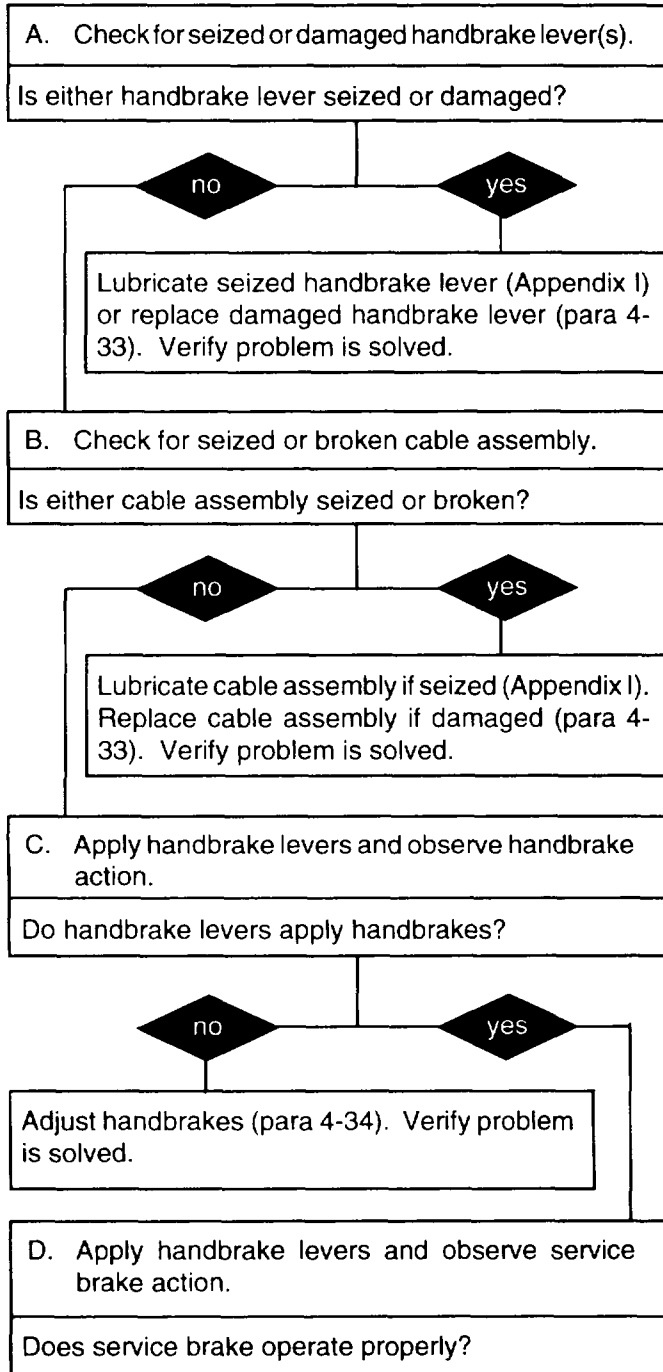 A. Check for seized or damaged handbrake lever(s).
Is either handbrake lever seized or damaged?
no
yes
Lubricate seized handbrake lever (Appendix I)
or replace damaged handbrake lever (para 4-
33). Verify problem is solved.
B. Check for seized or broken cable assembly.
Is either cable assembly seized or broken?
no
yes
Lubricate cable assembly if seized (Appendix I).
Replace cable assembly if damaged (para 4-
33). Verify problem is solved.
C. Apply handbrake levers and observe handbrake
action.
Do handbrake levers apply handbrakes?
no
yes
Adjust handbrakes (para 4-34). Verify problem
is solved.
D. Apply handbrake levers and observe service
brake action.
Does service brake operate properly?